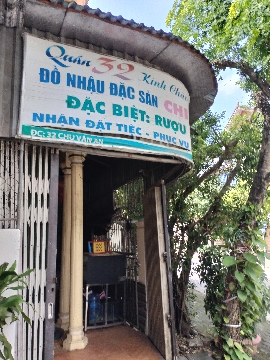 Quán 32 Kính Chào
ĐỒ NHẬU ĐẶC SẢN CHI
ĐẶC BIỆT: RƯỢU
NHẬN ĐẶT TIỆC - PHỤC VỤ
ĐC: 32 CHU VĂN AN